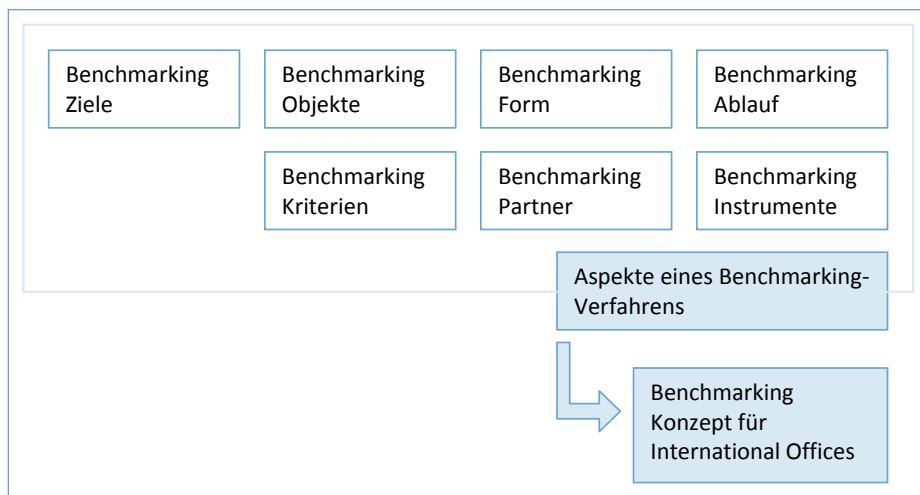 Benchmarking
Ziele
Benchmarking
Objekte
Benchmarking
Form
Benchmarking
Ablauf
Benchmarking
Kriterien
Benchmarking
Partner
Benchmarking
Instrumente
Aspekte eines Benchmarking-
Verfahrens
Benchmarking
Konzept für
International Offices